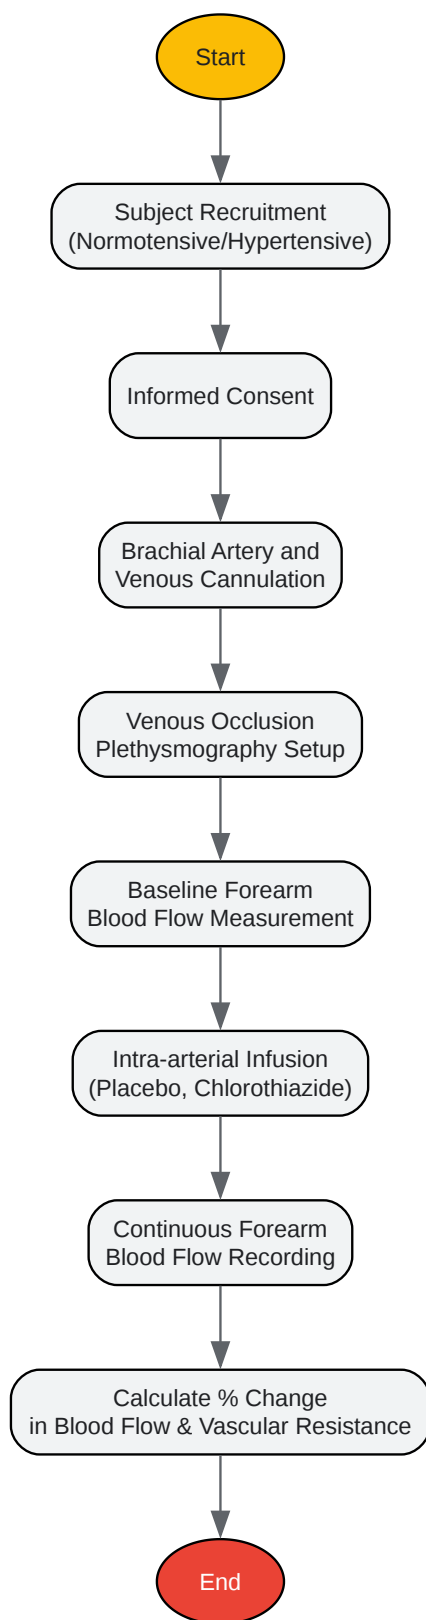 Start
Subject Recruitment
(Normotensive/Hypertensive)
Informed Consent
Brachial Artery and
Venous Cannulation
Venous Occlusion
Plethysmography Setup
Baseline Forearm
Blood Flow Measurement
Intra-arterial Infusion
(Placebo, Chlorothiazide)
Continuous Forearm
Blood Flow Recording
Calculate % Change
in Blood Flow & Vascular Resistance
End